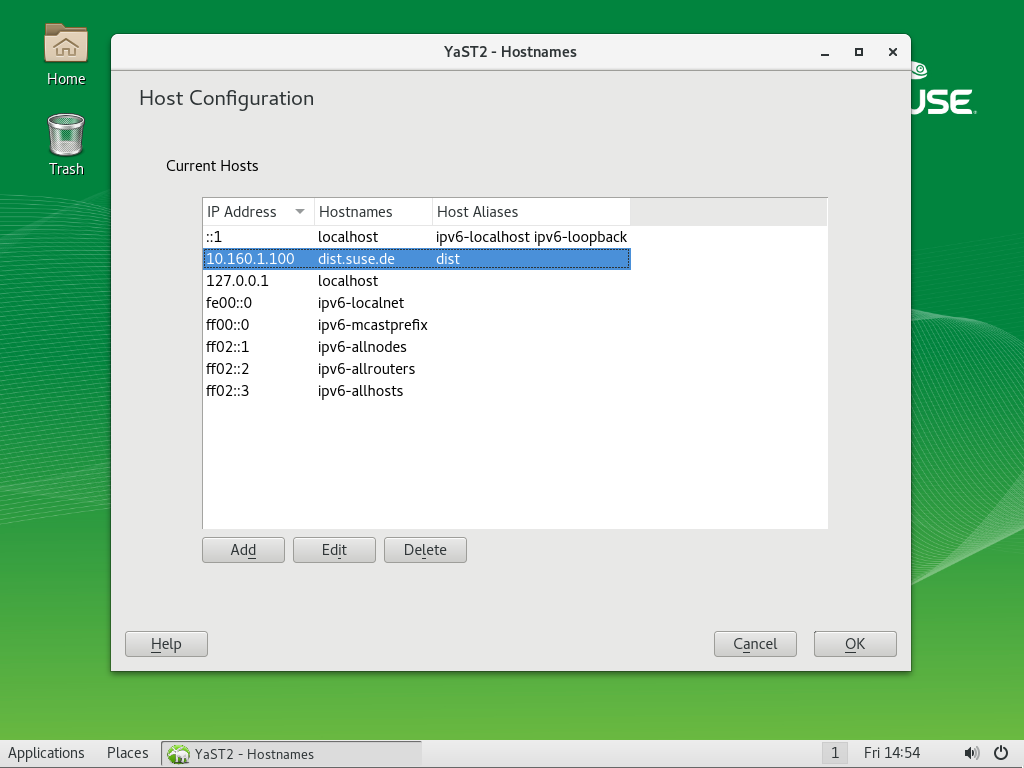 Home
Trash
YaST2 - Hostnames
USE.
Host Configuration
Current Hosts
IP Address Hostnames Host Aliases
::1 localhost ipv6-localhost ipv6-loopback
10.160.1.100 dist.suse.de dist
127.0.0.1 localhost
fe00::0 ipv6-localnet
ff00::0 ipv6-mcastprefix
ff02::1 ipv6-allnodes
ff02::2 ipv6-allrouters
ff02::3 ipv6-allhosts
Add Edit Delete
Help Cancel OK
Applications Places YaST2 - Hostnames 1 Fri 14:54